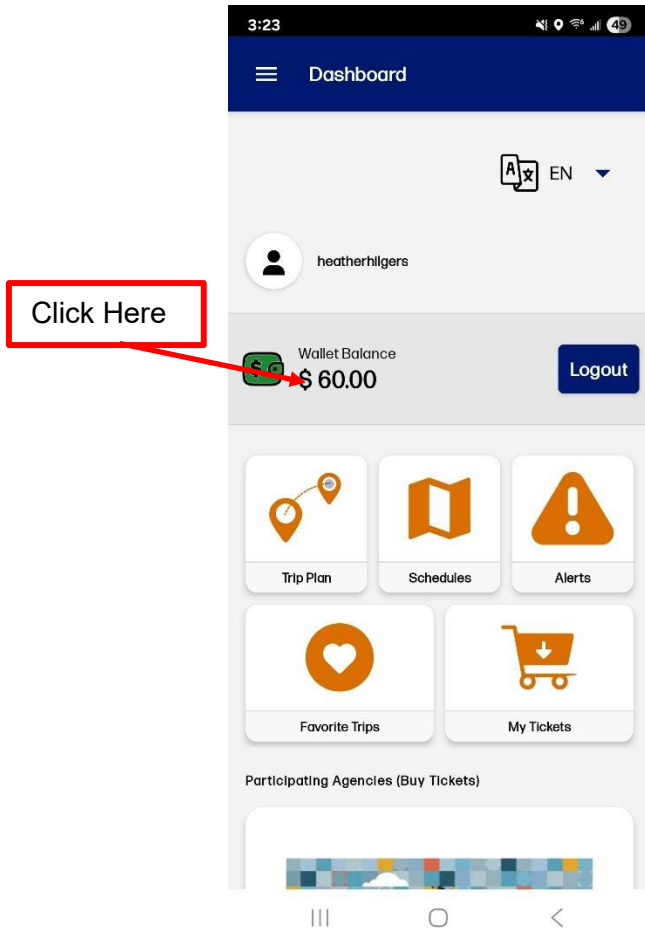 3:23
49
Dashboard
EN
heatherhilgers
Click Here
Wallet Balance
$ 60.00
Logout
Trip Plan
Schedules
Alerts
Favorite Trips
My Tickets
Participating Agencies (Buy Tickets)